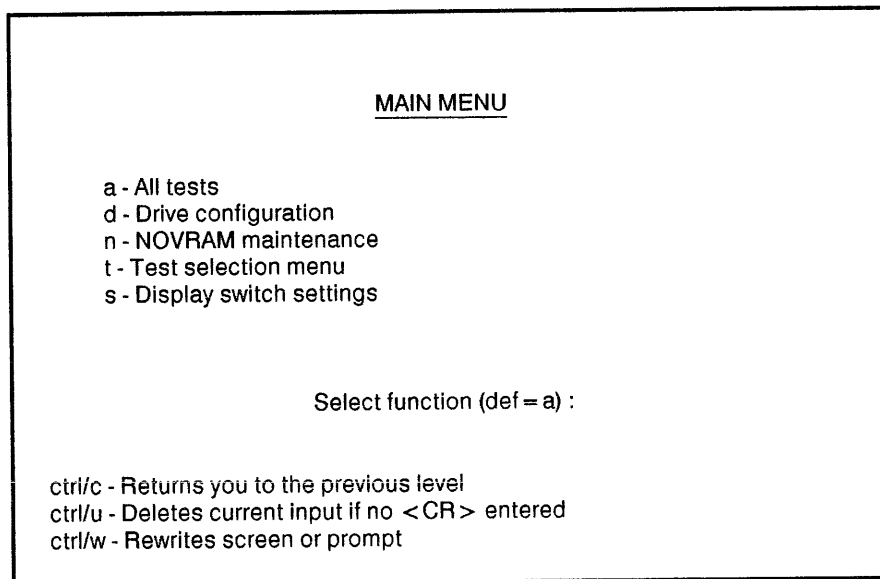 MAIN MENU
a - All tests
d - Drive configuration
n - NOVRAM maintenance
t - Test selection menu
s - Display switch settings
Select function (def = a) :
ctrl/c - Returns you to the previous level
ctrl/u - Deletes current input if no <CR> entered
ctrl/w - Rewrites screen or prompt